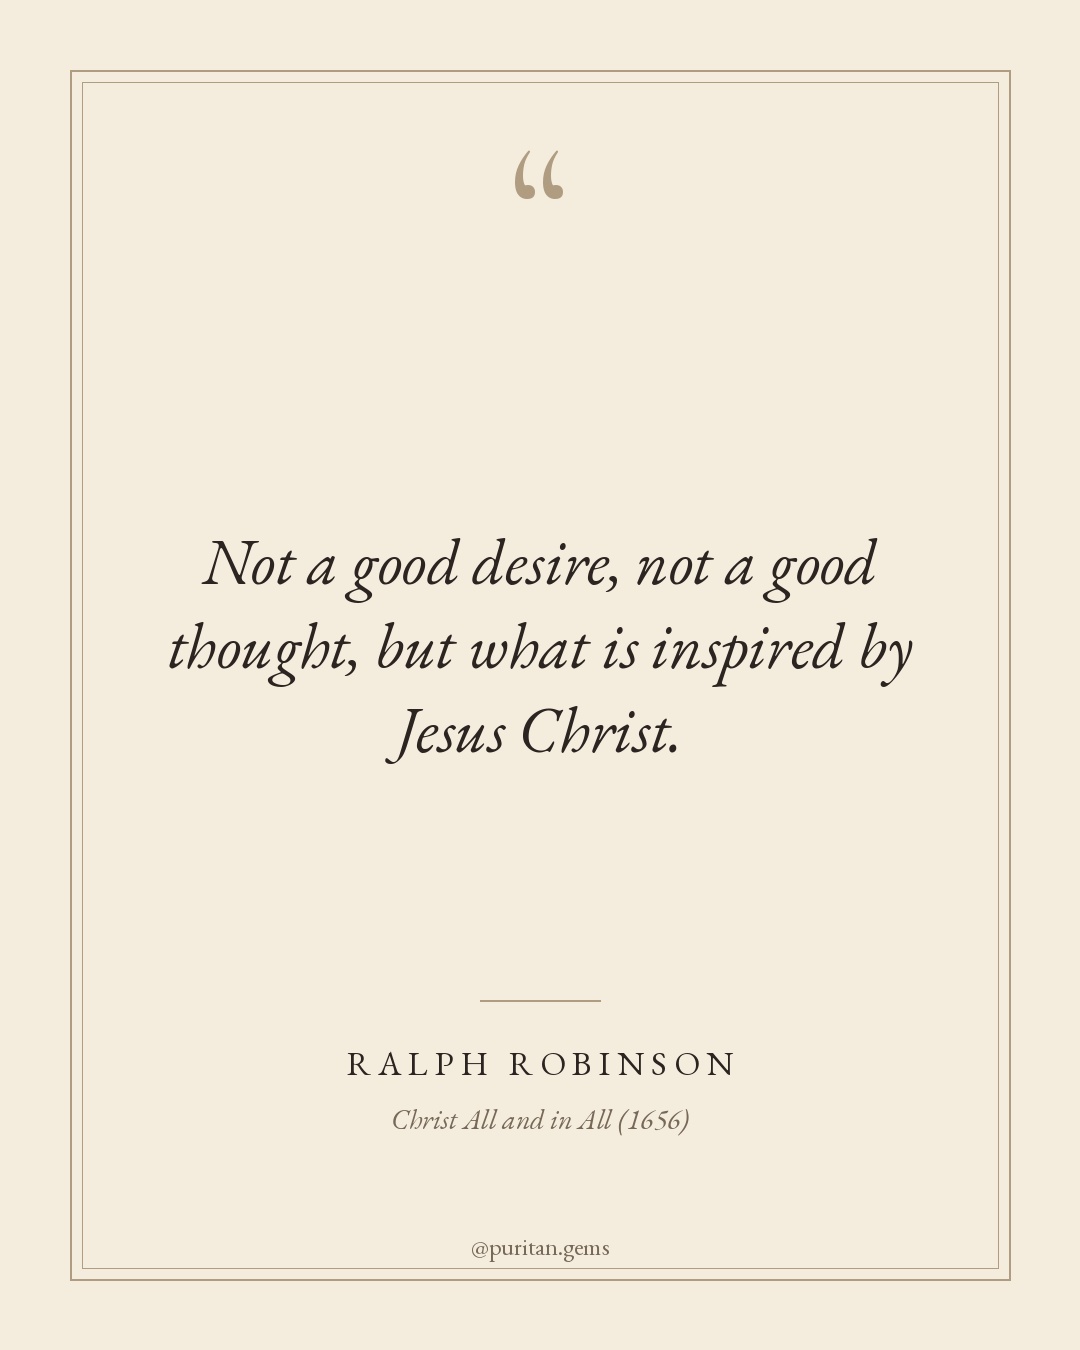 “
Not a good desire, not a good
thought, but what is inspired by
Jesus Christ.
RALPH ROBINSON
Christ All and in All (1656)
@puritan.gems